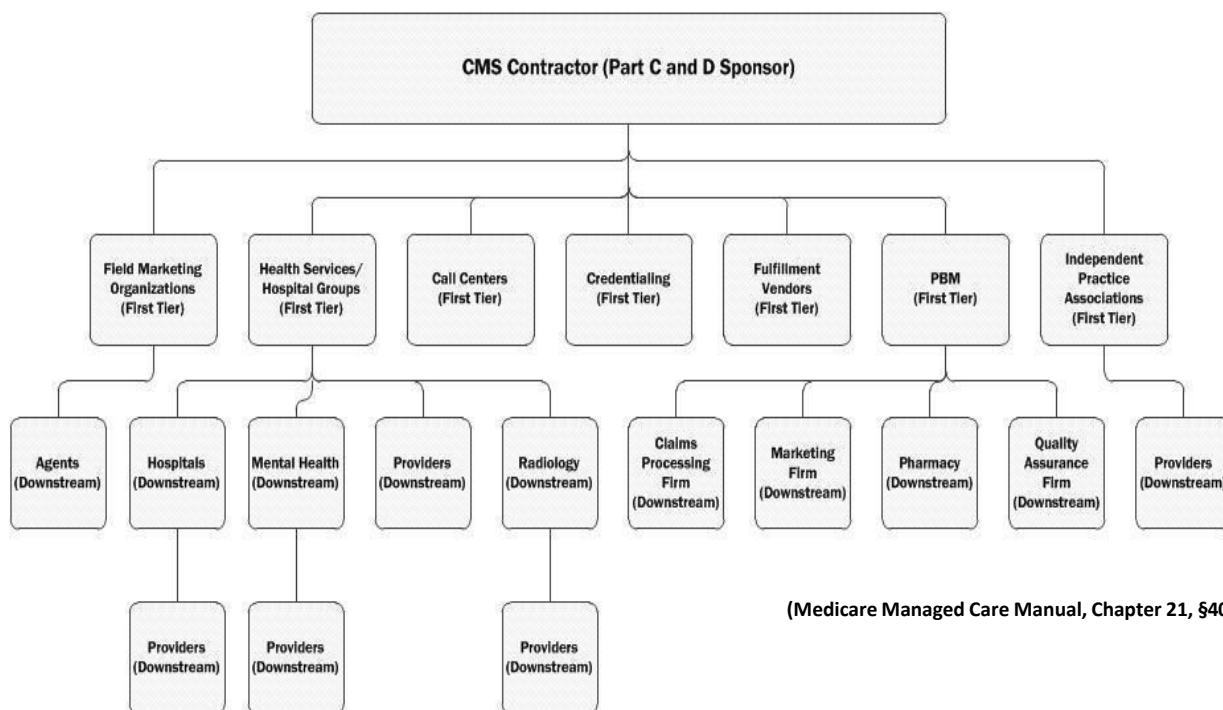 CMS Contractor (Part C and D Sponsor)
Field Marketing
Organizations
(First Tier)
Health Services/
Hospital Groups
(First Tier)
Call Centers
(First Tier)
Credentialing
(First Tier)
Fulfillment
Vendors
(First Tier)
PBM
(First Tier)
Independent
Practice
Associations
(First Tier)
Agents
(Downstream)
Hospitals
(Downstream)
Mental Health
(Downstream)
Providers
(Downstream)
Radiology
(Downstream)
Claims
Processing
Firm
(Downstream)
Marketing
Firm
(Downstream)
Pharmacy
(Downstream)
Quality
Assurance
Firm
(Downstream)
Providers
(Downstream)
(Medicare Managed Care Manual, Chapter 21, §40
Providers
(Downstream)
Providers
(Downstream)
Providers
(Downstream)